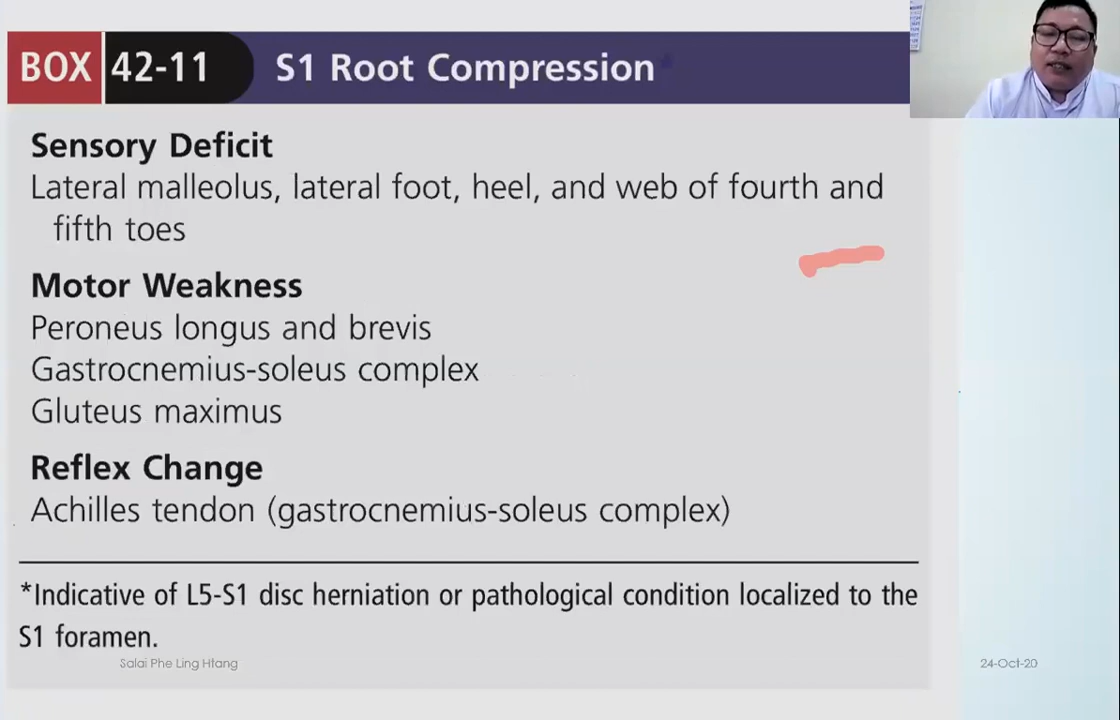 BOX 42-11 S1 Root Compression*
Sensory Deficit
Lateral malleolus, lateral foot, heel, and web of fourth and
fifth toes
Motor Weakness
Peroneus longus and brevis
Gastrocnemius-soleus complex
Gluteus maximus
Reflex Change
Achilles tendon (gastrocnemius-soleus complex)
*Indicative of L5-S1 disc herniation or pathological condition localized to the
S1 foramen.
Salai Phe Ling Htang 24-Oct-20